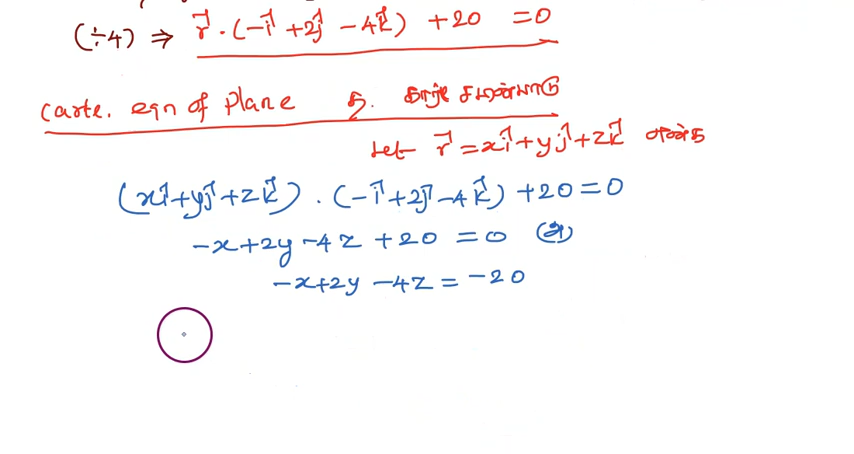 (÷4) ⇒ r⃗ . (-i⃗ + 2j⃗ - 4k⃗) + 20 = 0
Carte. eqn of Plane
let r⃗ = xi⃗ + yj⃗ + zk⃗ என்க
(xi⃗ + yj⃗ + zk⃗) . (-i⃗ + 2j⃗ - 4k⃗) + 20 = 0
-x + 2y - 4z + 20 = 0 (அ)
-x + 2y - 4z = -20